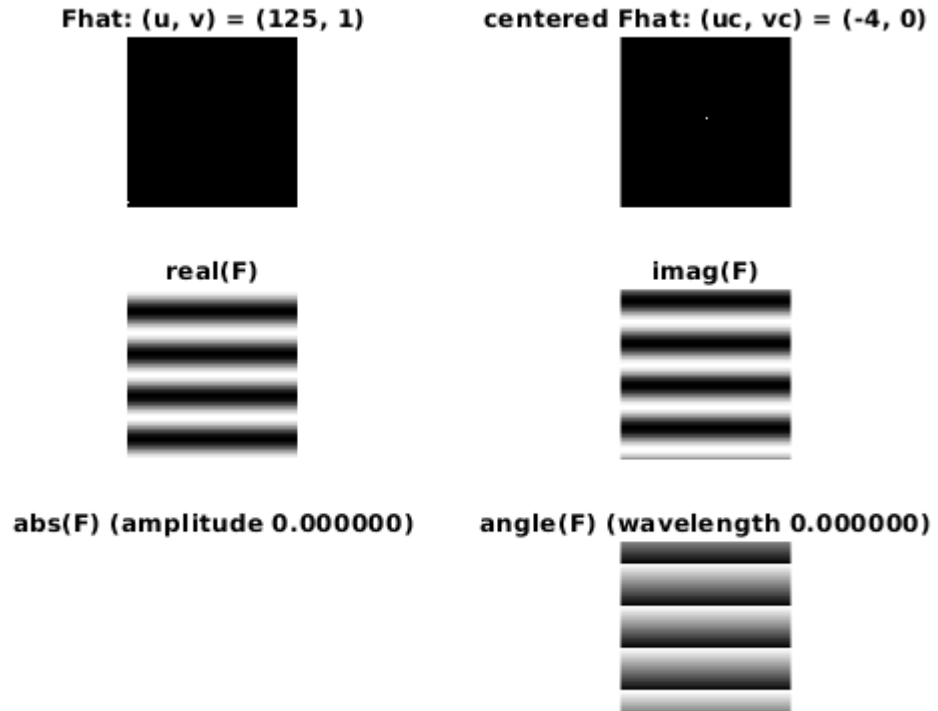 Fhat: (u, v) = (125, 1)
centered Fhat: (uc, vc) = (-4, 0)
real(F)
imag(F)
abs(F) (amplitude 0.000000)
angle(F) (wavelength 0.000000)